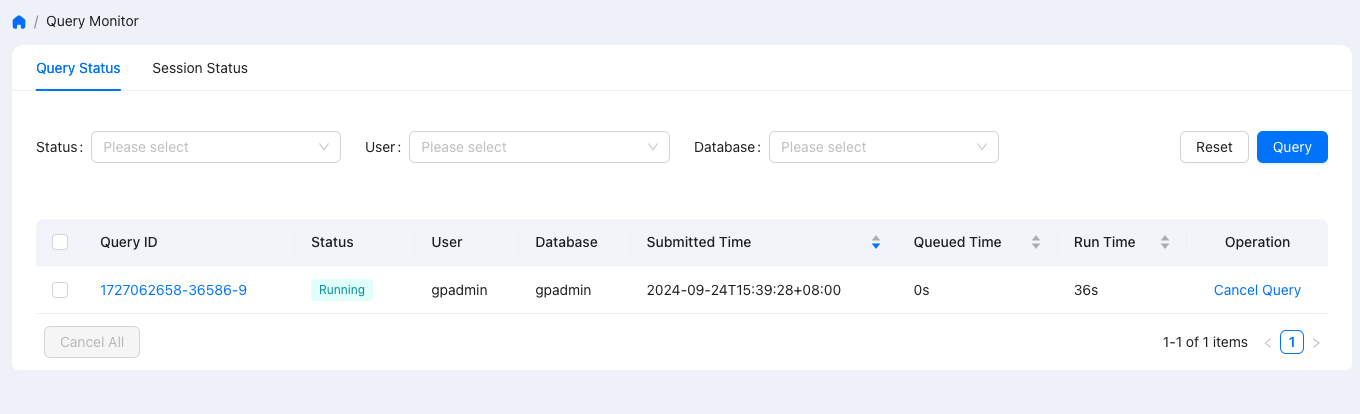 / Query Monitor
Query Status Session Status
Status: Please select User: Please select Database: Please select Reset Query
Query ID Status User Database Submitted Time Queued Time Run Time Operation
1727062658-36586-9 Running gpadmin gpadmin 2024-09-24T15:39:28+08:00 0s 36s Cancel Query
Cancel All 1-1 of 1 items < 1 >